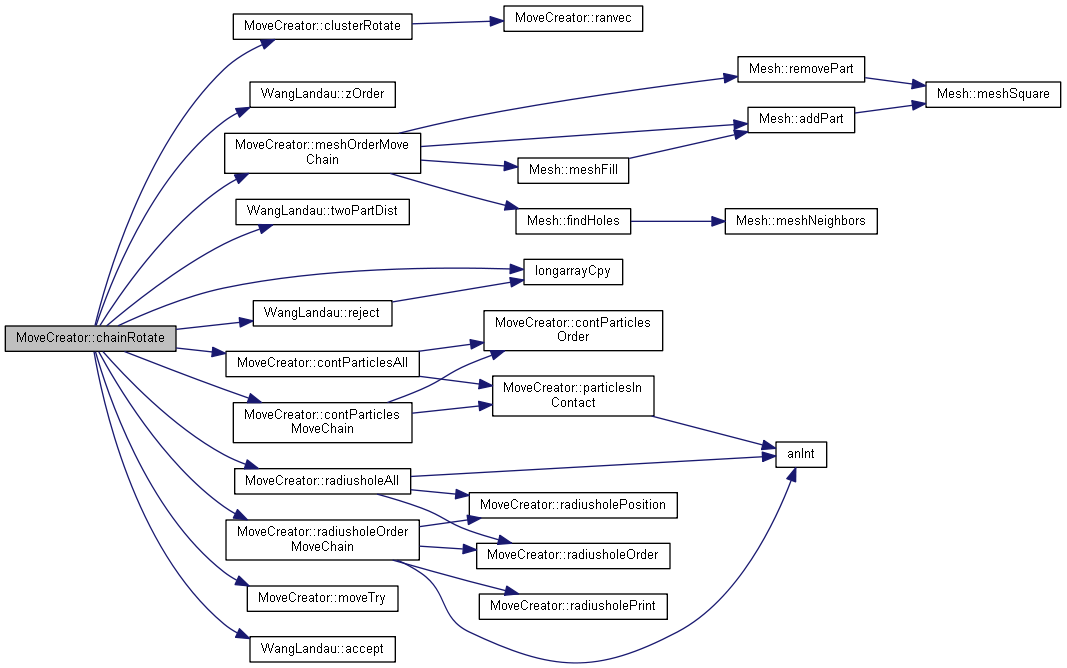 MoveCreator::chainRotate
MoveCreator::clusterRotate
MoveCreator::ranvec
WangLandau::zOrder
MoveCreator::meshOrderMove
Chain
Mesh::removePart
Mesh::meshSquare
Mesh::addPart
Mesh::meshFill
Mesh::findHoles
Mesh::meshNeighbors
WangLandau::twoPartDist
longarrayCpy
WangLandau::reject
MoveCreator::contParticlesAll
MoveCreator::contParticles
Order
MoveCreator::particlesIn
Contact
MoveCreator::contParticles
MoveChain
anInt
MoveCreator::radiusholeAll
MoveCreator::radiusholePosition
MoveCreator::radiusholeOrder
MoveCreator::radiusholeOrder
MoveChain
MoveCreator::radiusholePrint
MoveCreator::moveTry
WangLandau::accept